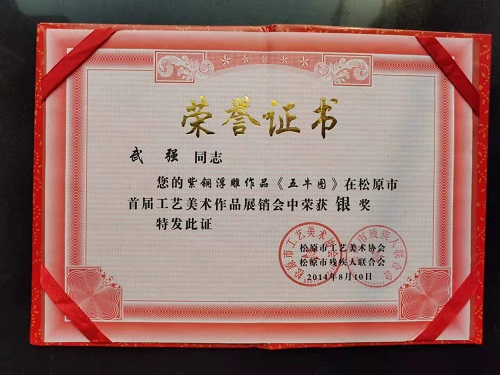 荣誉证书
武强 同志
您的紫铜浮雕作品《五牛图》在松原市
首届工艺美术作品展销会中荣获 银 奖
特发此证
松原市工艺美术协会
松原市残疾人联合会
2014年8月10日